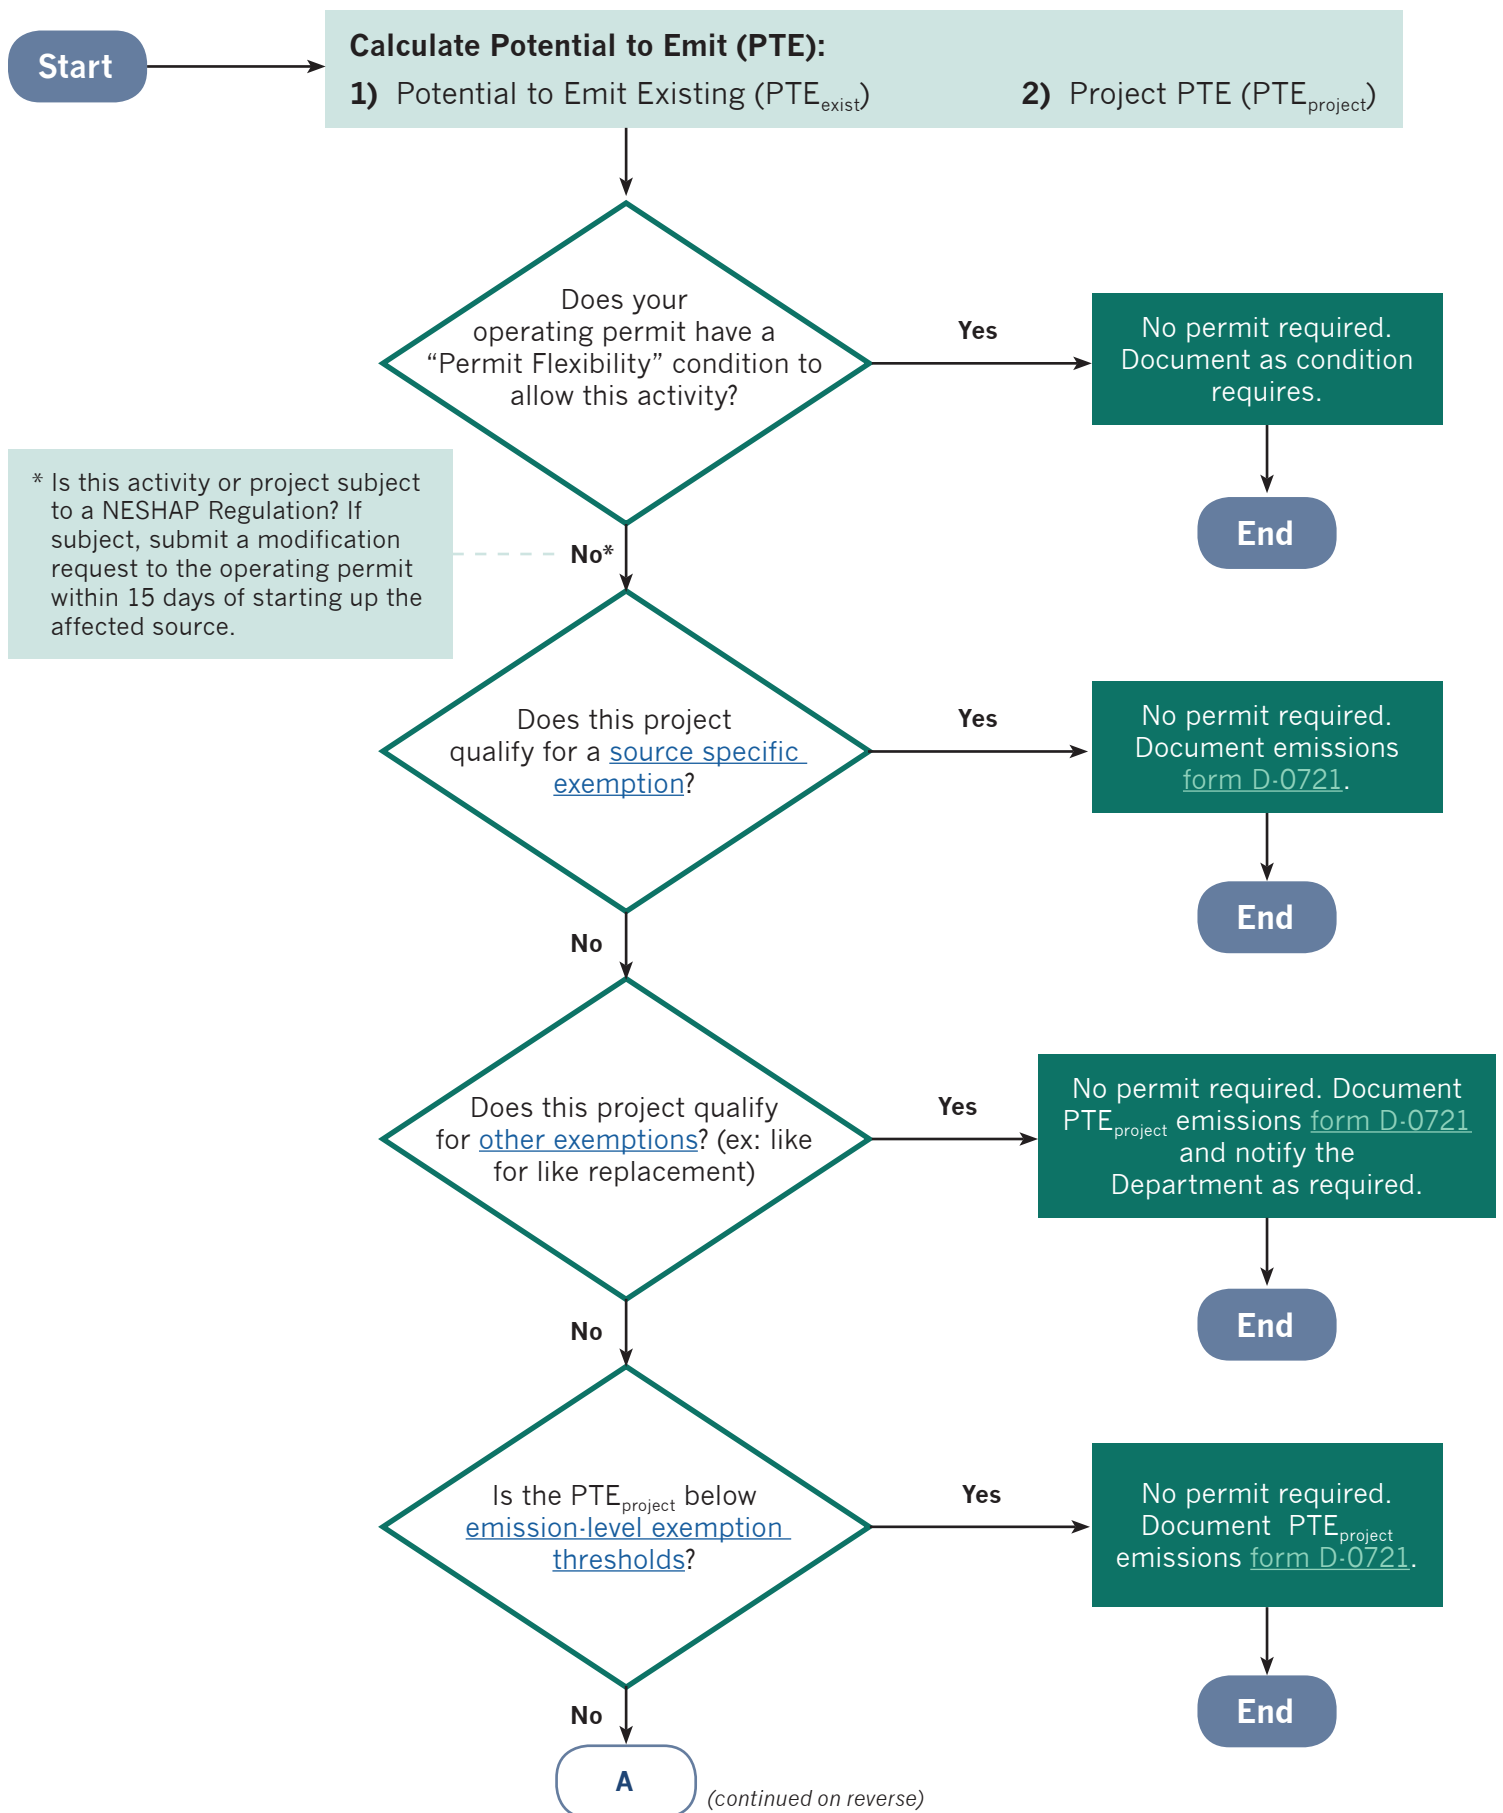 Start
Calculate Potential to Emit (PTE):
1) Potential to Emit Existing (PTEexist)
2) Project PTE (PTEproject)
Does your
operating permit have a
“Permit Flexibility” condition to
allow this activity?
Yes
No permit required.
Document as condition
requires.
End
* Is this activity or project subject
to a NESHAP Regulation? If
subject, submit a modification
request to the operating permit
within 15 days of starting up the
affected source.
No*
Does this project
qualify for a source specific
exemption?
Yes
No permit required.
Document emissions
form D-0721.
End
No
Does this project qualify
for other exemptions? (ex: like
for like replacement)
Yes
No permit required. Document
PTEproject emissions form D-0721
and notify the
Department as required.
End
No
Is the PTEproject below
emission-level exemption
thresholds?
Yes
No permit required.
Document PTEproject
emissions form D-0721.
End
No
A
(continued on reverse)